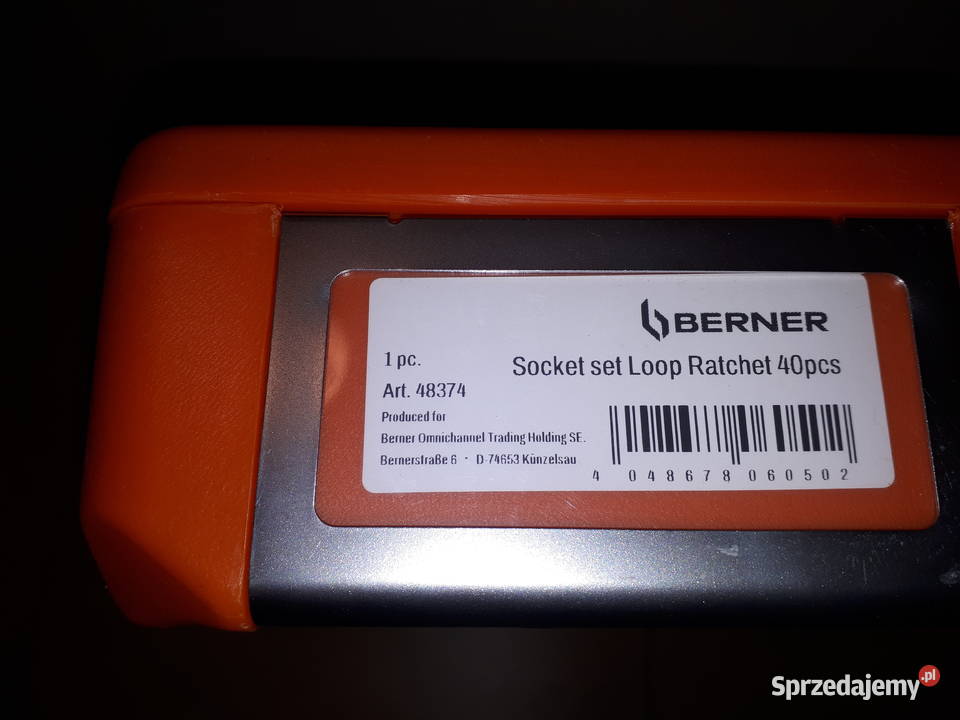 BERNER
Socket set Loop Ratchet 40pcs
1 pc.
Art. 48374
Produced for
Berner Omnichannel Trading Holding SE.
Bernerstraße 6 · D-74653 Künzelsau
4 048678 060502
Sprzedajemy.pl